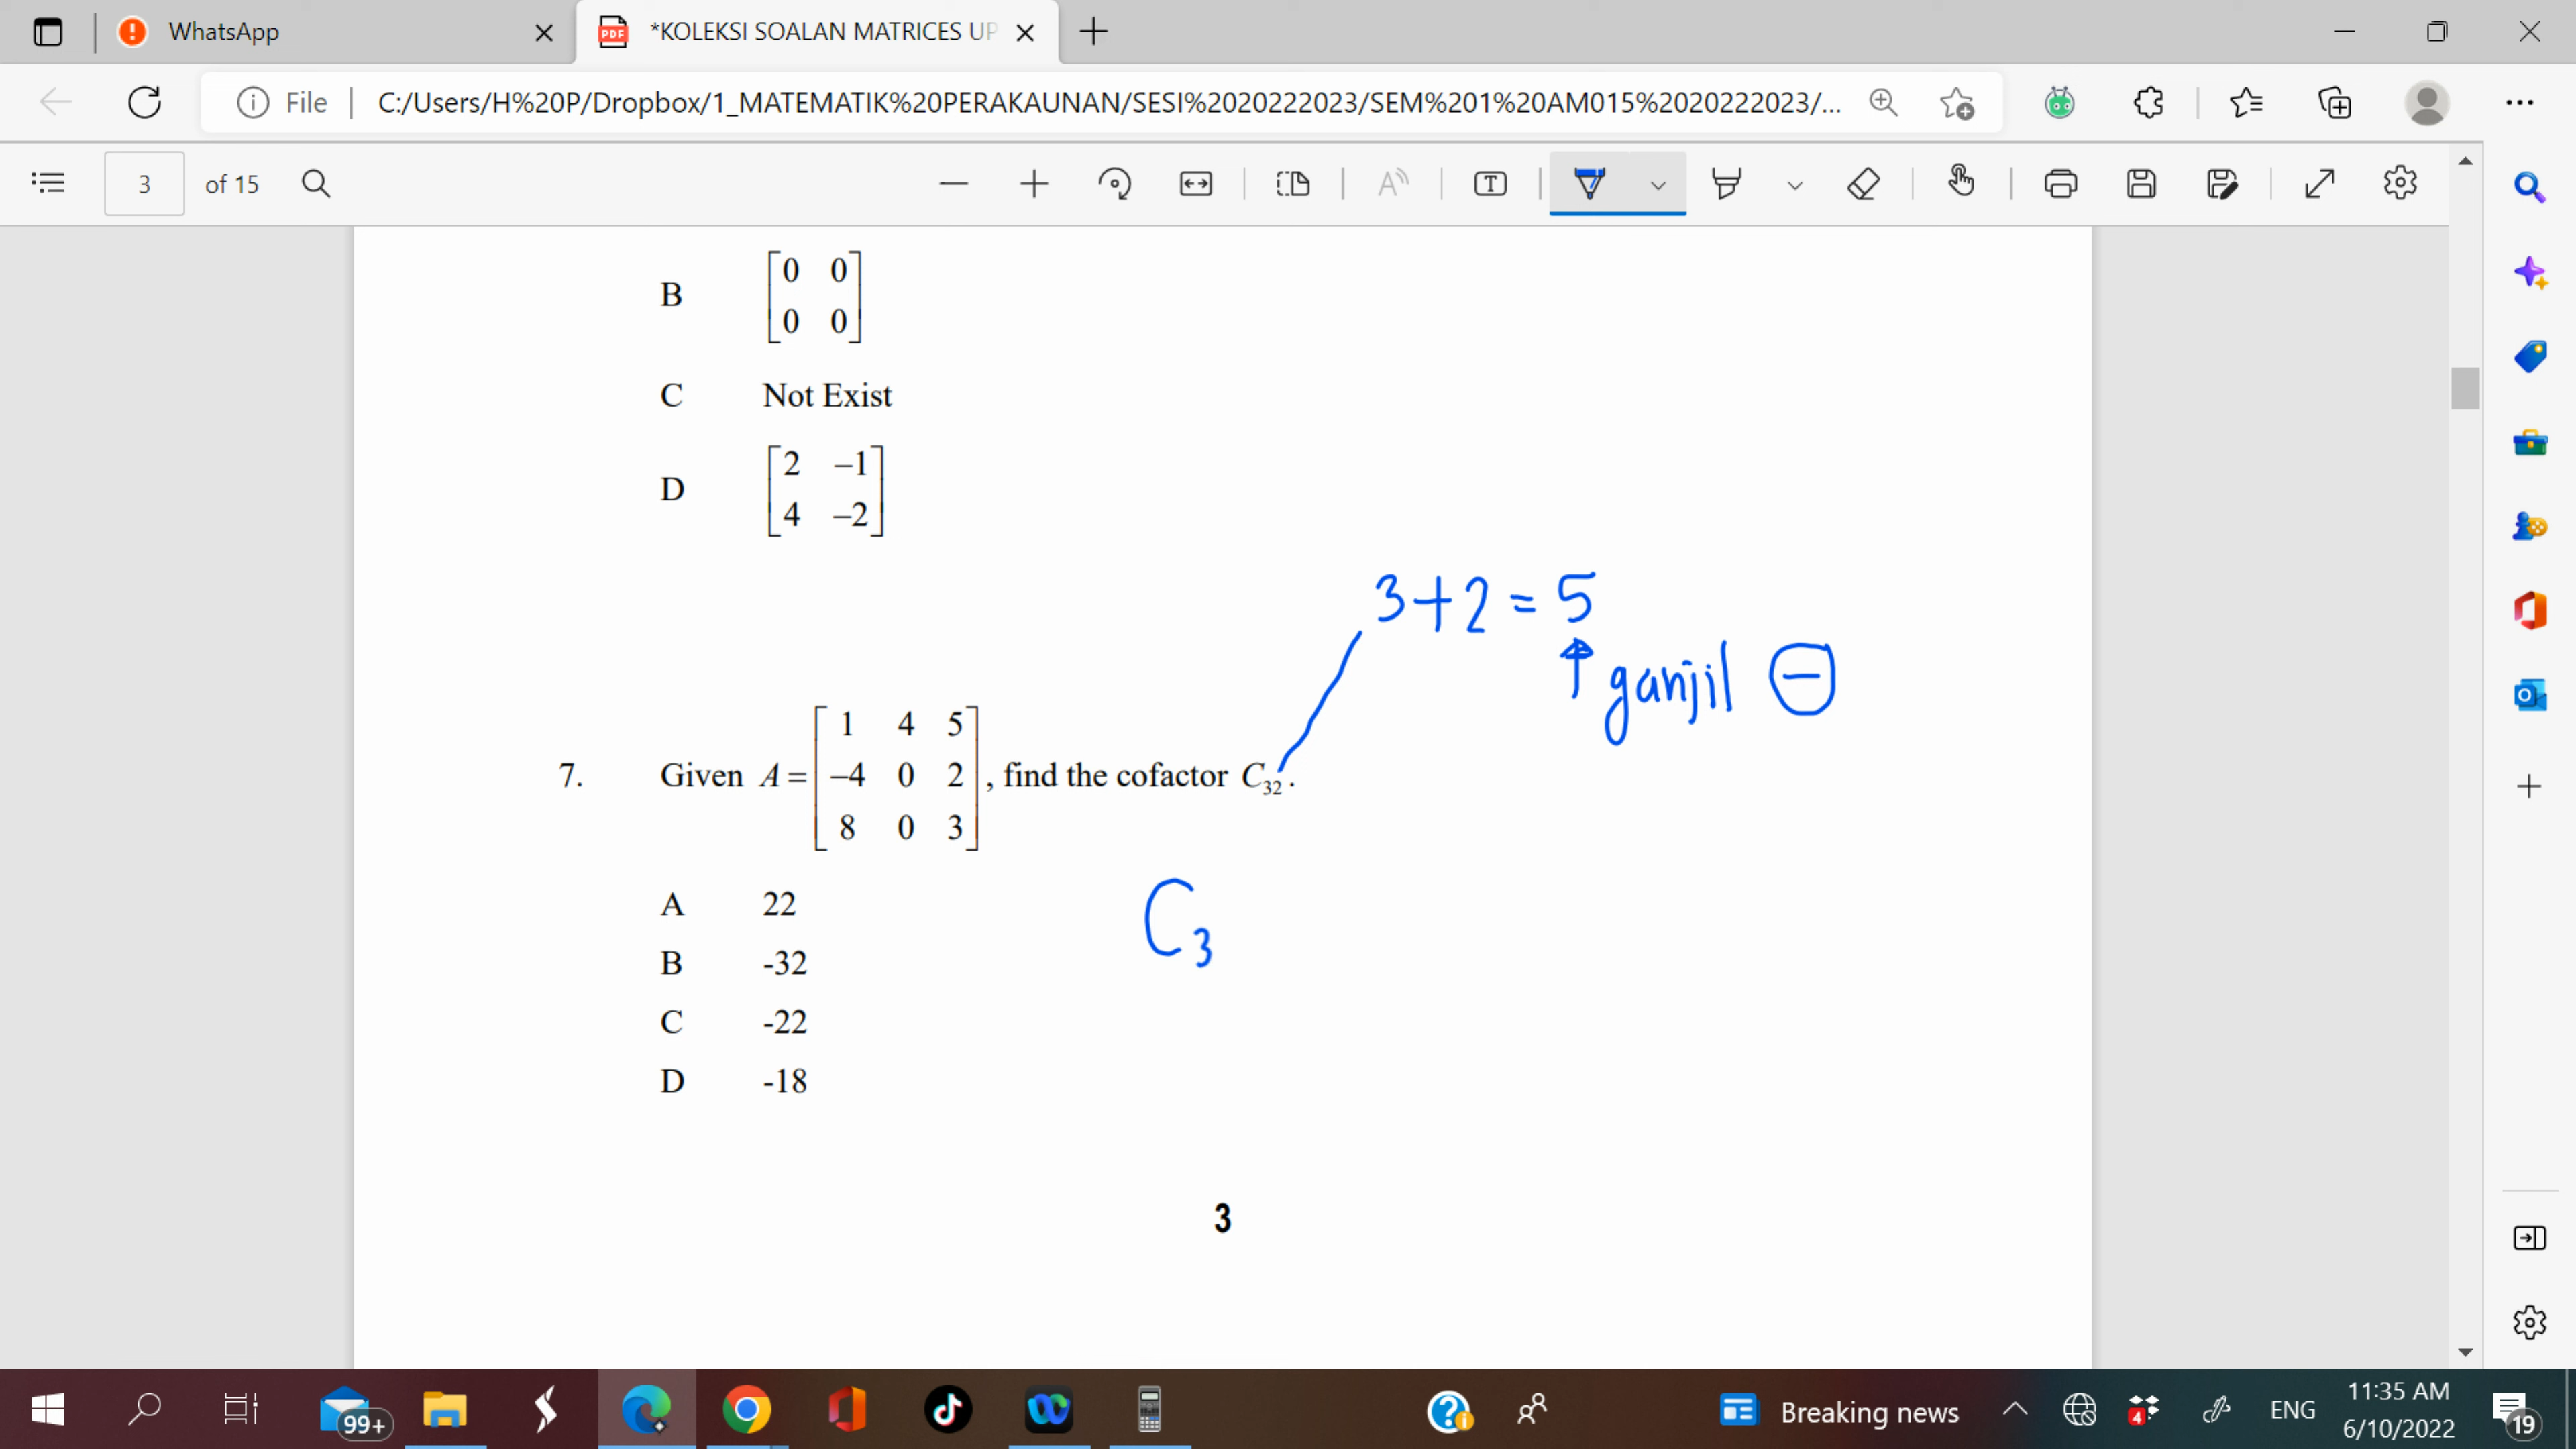 WhatsApp
*KOLEKSI SOALAN MATRICES UP
File
C:/Users/H%20P/Dropbox/1_MATEMATIK%20PERAKAUNAN/SESI%2020222023/SEM%201%20AM015%2020222023/...
3 of 15
B
0 0
0 0
C Not Exist
D
2 –1
4 –2
3+2=5
ganjil −
7. Given A = , find the cofactor C32.
1 4 5
–4 0 2
8 0 3
C3
A 22
B -32
C -22
D -18
3
99+
Breaking news
4
ENG
11:35 AM
6/10/2022
19